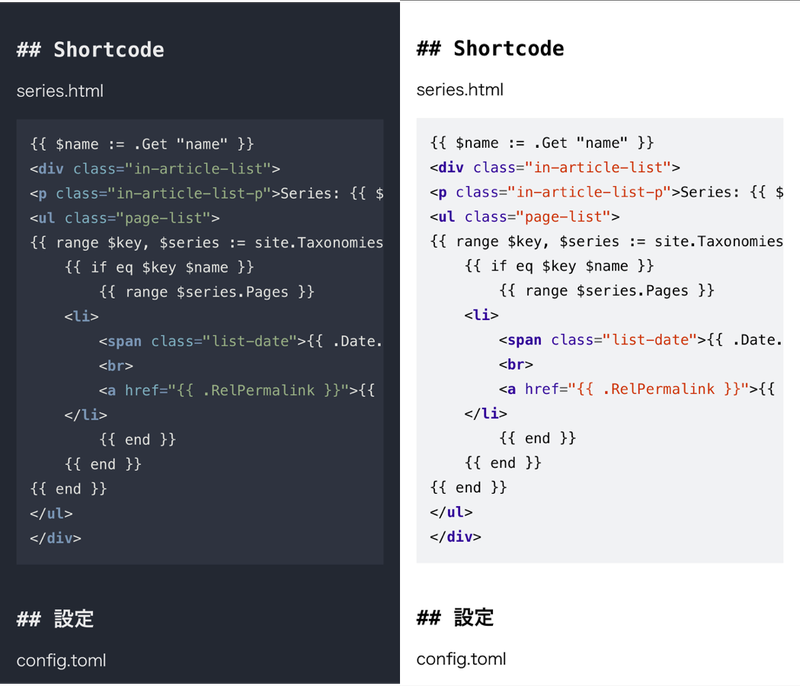 ## Shortcode
series.html
{{ $name := .Get "name" }}
<div class="in-article-list">
<p class="in-article-list-p">Series: {{ $
<ul class="page-list">
{{ range $key, $series := site.Taxonomies
    {{ if eq $key $name }}
        {{ range $series.Pages }}
    <li>
        <span class="list-date">{{ .Date.
        <br>
        <a href="{{ .RelPermalink }}">{{
    </li>
        {{ end }}
    {{ end }}
{{ end }}
</ul>
</div>
## 設定
config.toml
## Shortcode
series.html
{{ $name := .Get "name" }}
<div class="in-article-list">
<p class="in-article-list-p">Series: {{ $
<ul class="page-list">
{{ range $key, $series := site.Taxonomies
    {{ if eq $key $name }}
        {{ range $series.Pages }}
    <li>
        <span class="list-date">{{ .Date.
        <br>
        <a href="{{ .RelPermalink }}">{{
    </li>
        {{ end }}
    {{ end }}
{{ end }}
</ul>
</div>
## 設定
config.toml